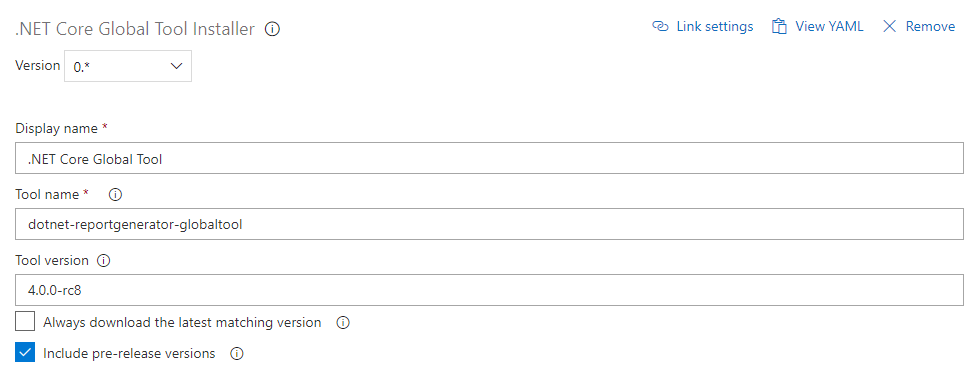 .NET Core Global Tool Installer
Link settings View YAML Remove
Version 0.*
Display name *
.NET Core Global Tool
Tool name *
dotnet-reportgenerator-globaltool
Tool version
4.0.0-rc8
Always download the latest matching version
Include pre-release versions